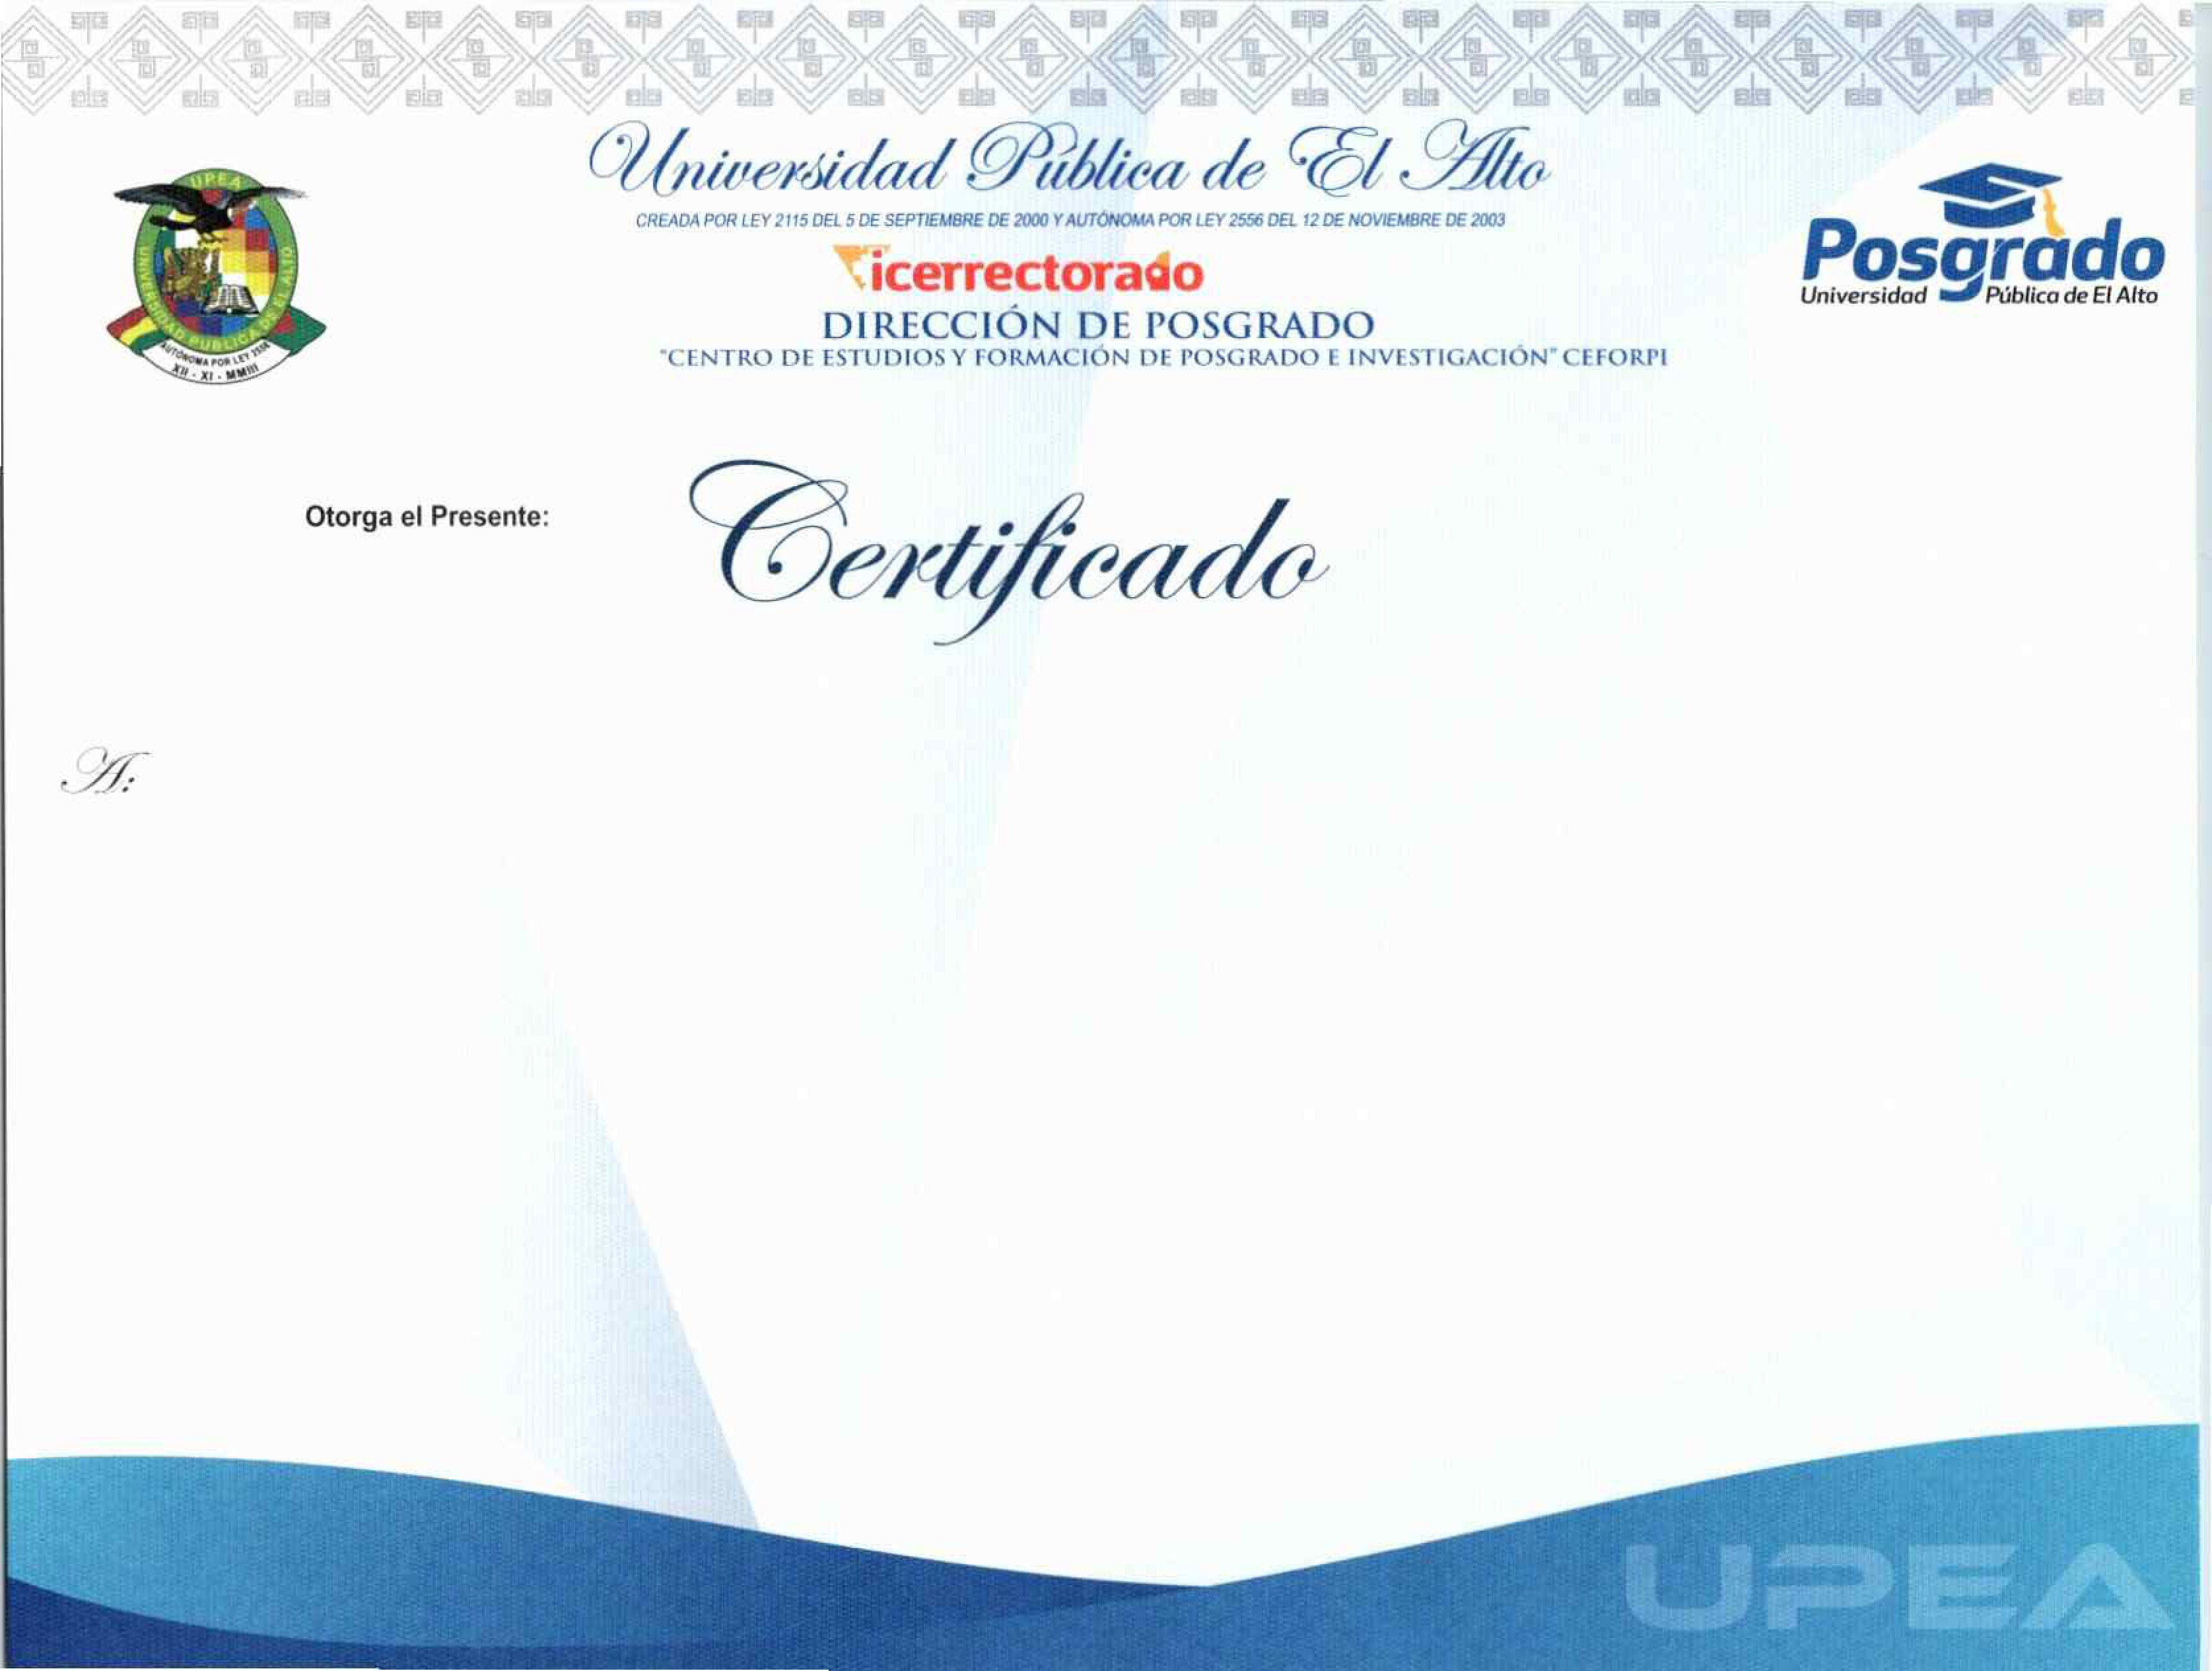 Universidad Pública de El Alto
CREADA POR LEY 2115 DEL 5 DE SEPTIEMBRE DE 2000 Y AUTÓNOMA POR LEY 2556 DEL 12 DE NOVIEMBRE DE 2003
Vicerrectorado
DIRECCIÓN DE POSGRADO
"CENTRO DE ESTUDIOS Y FORMACIÓN DE POSGRADO E INVESTIGACIÓN" CEFORPI
UPEA
UNIVERSIDAD PUBLICA DE EL ALTO
AUTÓNOMA POR LEY 2556
XII - XI - MMIII
Posgrado
Universidad Pública de El Alto
Otorga el Presente:
Certificado
A:
UPEA